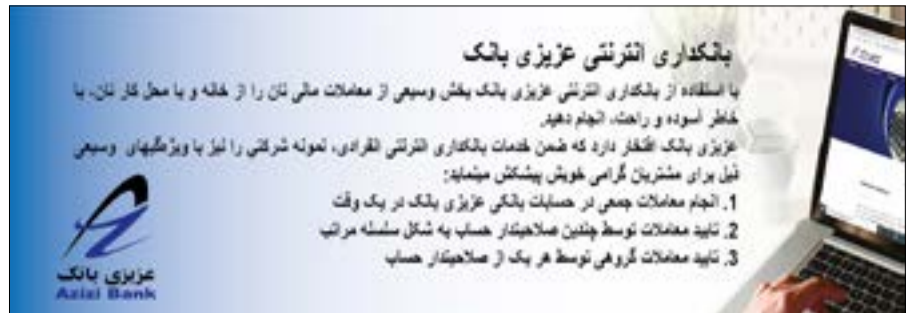 بانکداری انترنتی عزیزی بانک
با استفاده از بانکداری انترنتی عزیزی بانک بخش وسیعی از معاملات مالی تان را از خانه و یا محل کار تان، با
خاطر آسوده و راحت، انجام دهید.
عزیزی بانک افتخار دارد که ضمن خدمات بانکداری انترنتی انفرادی، نمونه شرکتی را نیز با ویژگیهای وسیعی
ذیل برای مشتریان گرامی خویش پیشکش مینماید:
1. انجام معاملات جمعی در حسابات بانکی عزیزی بانک در یک وقت
2. تایید معاملات توسط چندین صلاحیتدار حساب به شکل سلسله مراتب
3. تایید معاملات گروهی توسط هر یک از صلاحیتدار حساب
عزیزی بانک
Azizi Bank